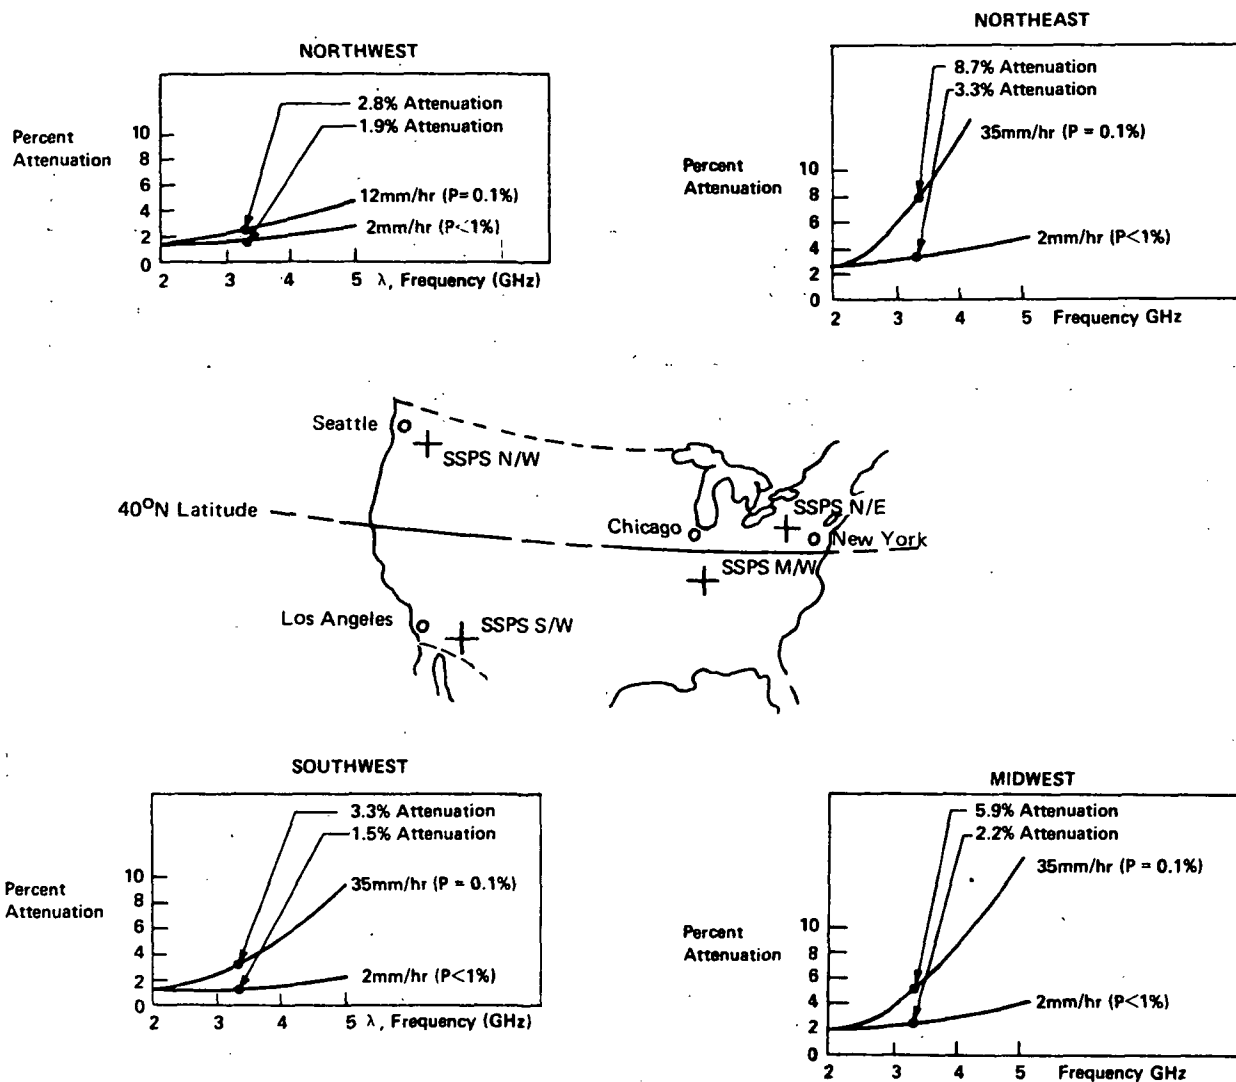 NORTHWEST
2.8% Attenuation
1.9% Attenuation
Percent
Attenuation
10
8
6
4
2
0
12mm/hr (P= 0.1%)
2mm/hr (P<1%)
2 3 4 5 λ, Frequency (GHz)
NORTHEAST
8.7% Attenuation
3.3% Attenuation
35mm/hr (P = 0.1%)
Percent
Attenuation
10
8
6
4
2
0
2mm/hr (P<1%)
2 3 4 5 Frequency GHz
Seattle
SSPS N/W
40°N Latitude
Chicago
SSPS N/E
New York
SSPS M/W
Los Angeles
SSPS S/W
SOUTHWEST
3.3% Attenuation
1.5% Attenuation
Percent
Attenuation
10
8
6
4
2
0
35mm/hr (P = 0.1%)
2mm/hr (P<1%)
2 3 4 5 λ, Frequency (GHz)
MIDWEST
5.9% Attenuation
2.2% Attenuation
35mm/hr (P = 0.1%)
Percent
Attenuation
10
8
6
4
2
0
2mm/hr (P<1%)
2 3 4 5 Frequency GHz